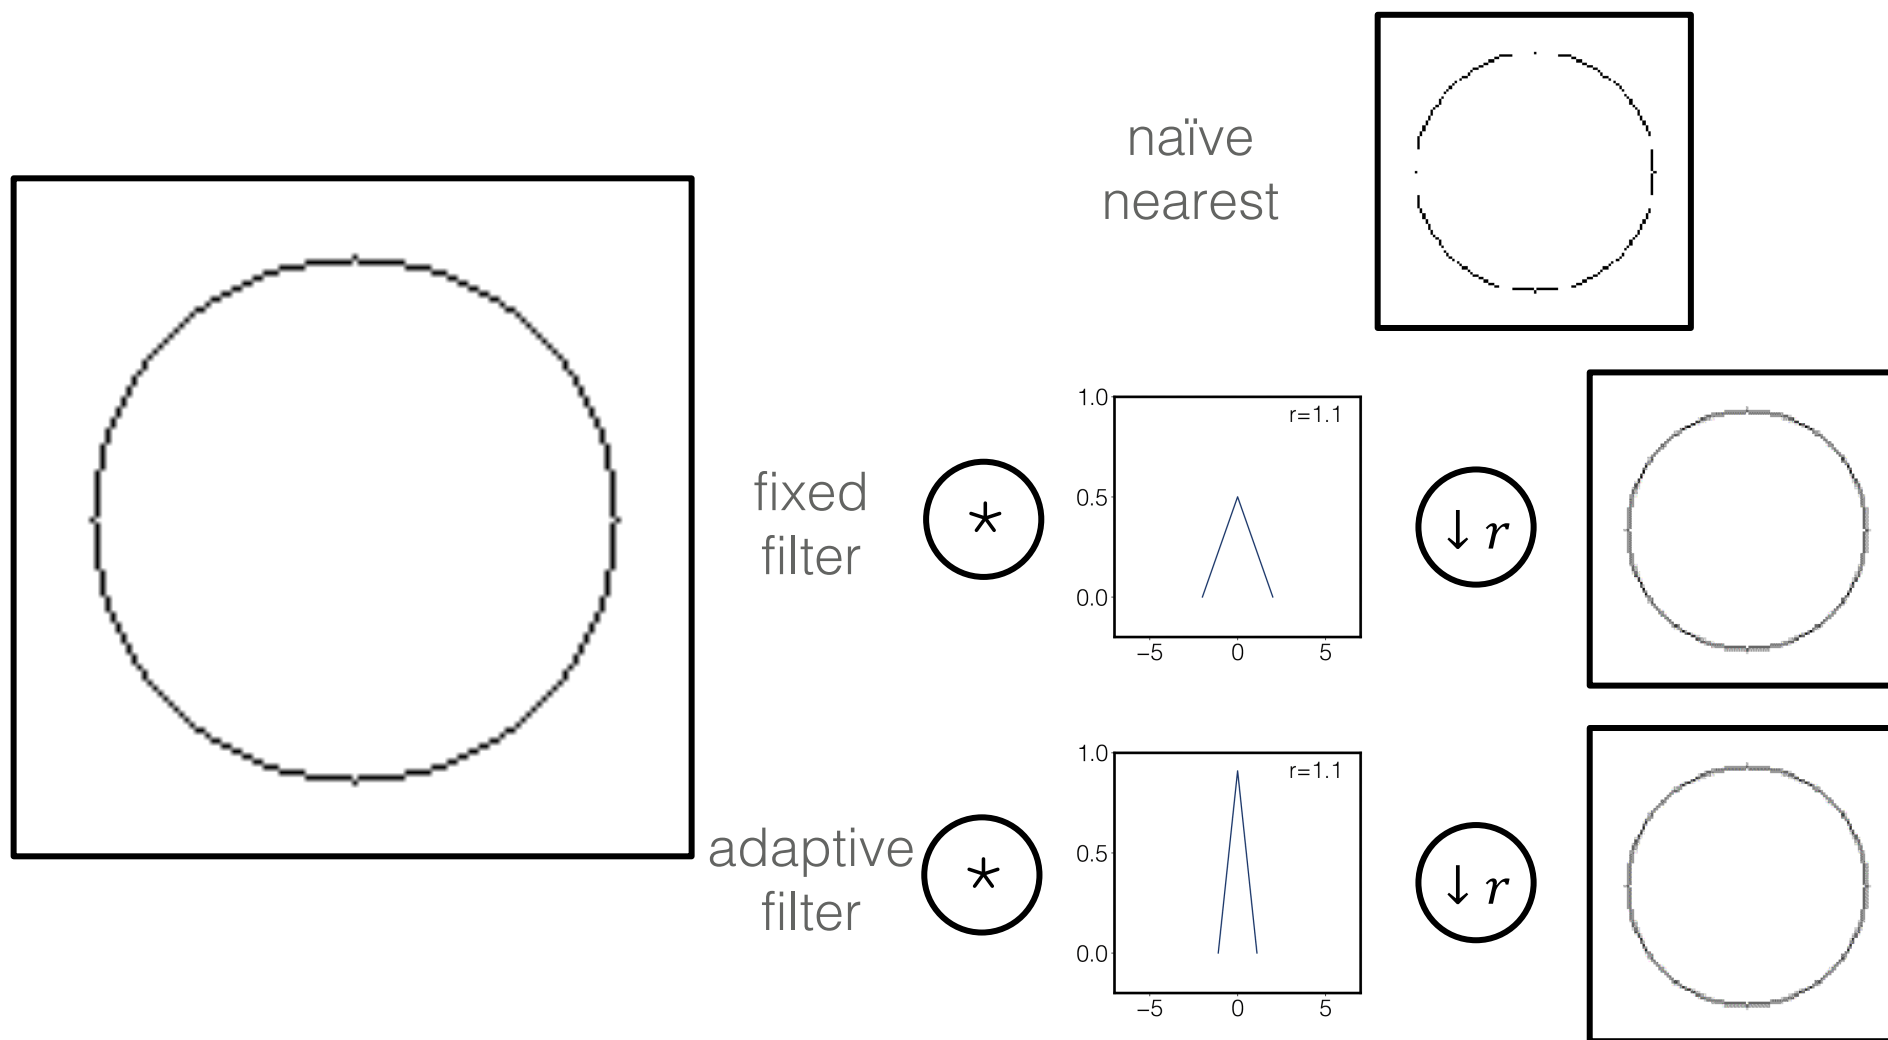 naïve
nearest
fixed
filter
*
1.0
r=1.1
0.5
0.0
−5 0 5
↓ r
adaptive
filter
*
1.0
r=1.1
0.5
0.0
−5 0 5
↓ r